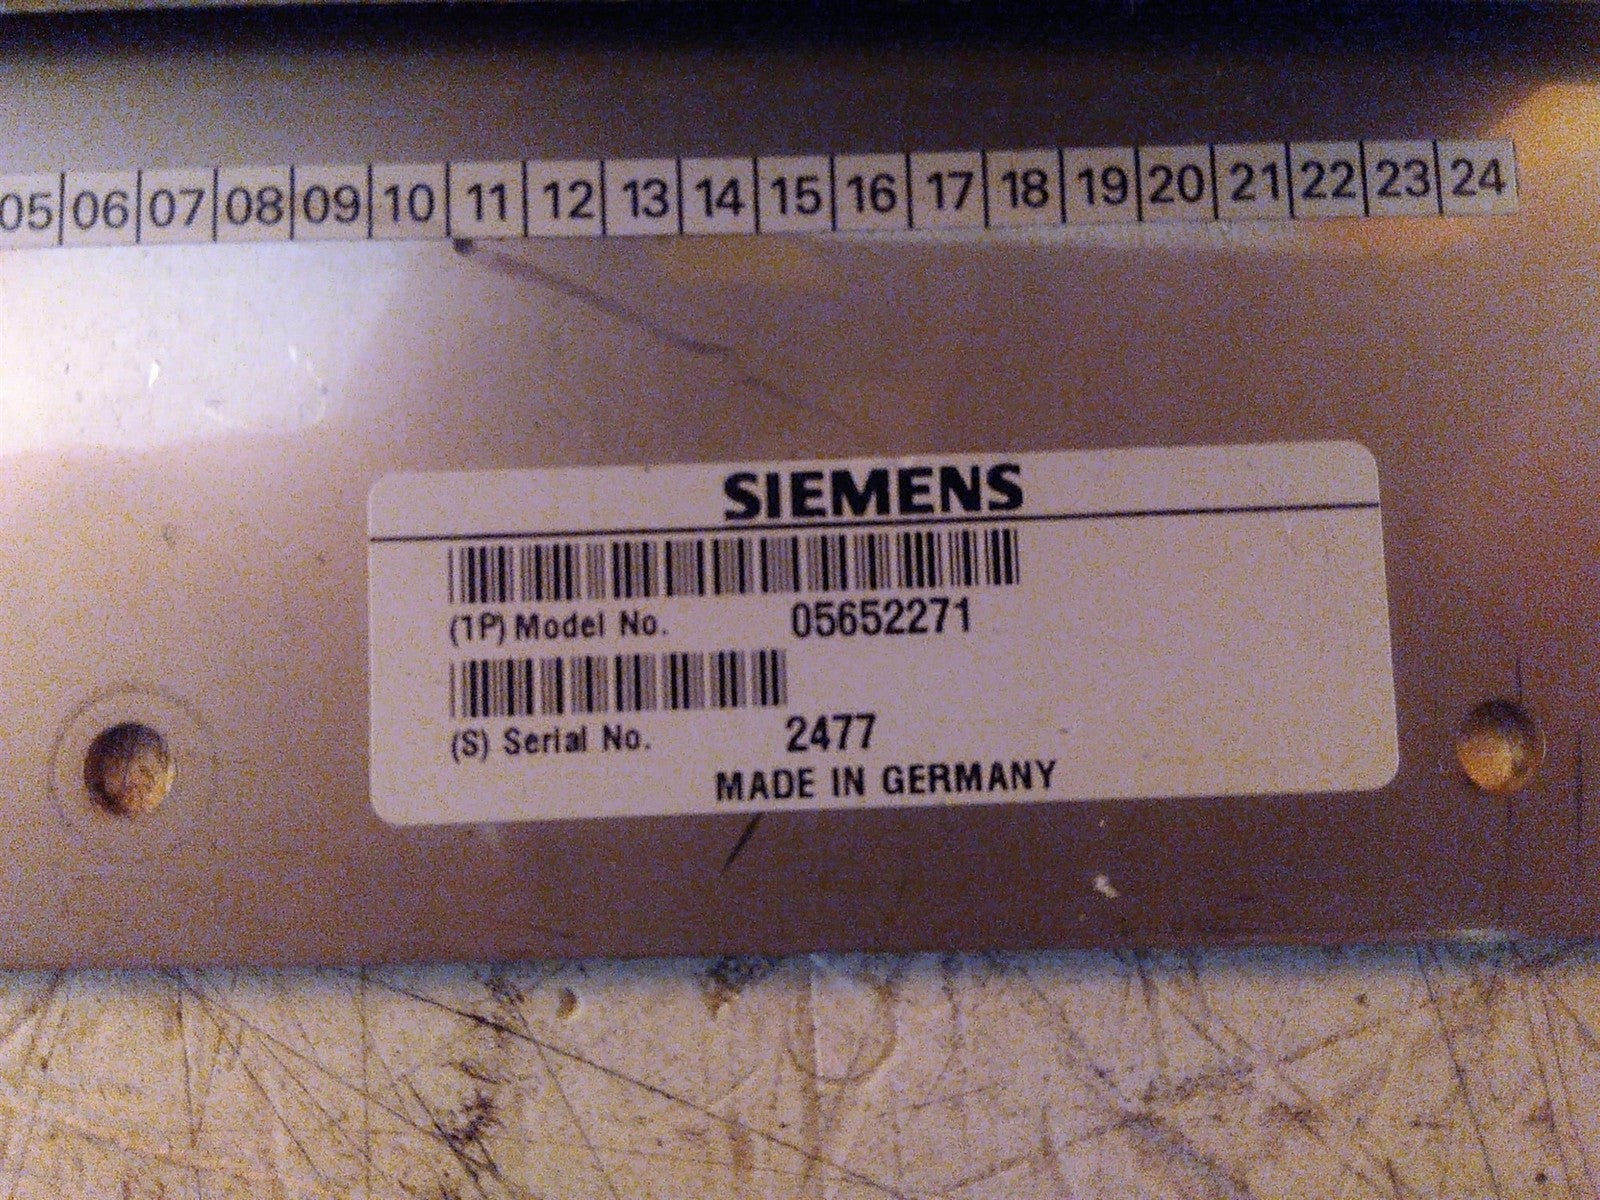 05 06 07 08 09 10 11 12 13 14 15 16 17 18 19 20 21 22 23 24
SIEMENS
(1P) Model No. 05652271
(S) Serial No. 2477
MADE IN GERMANY